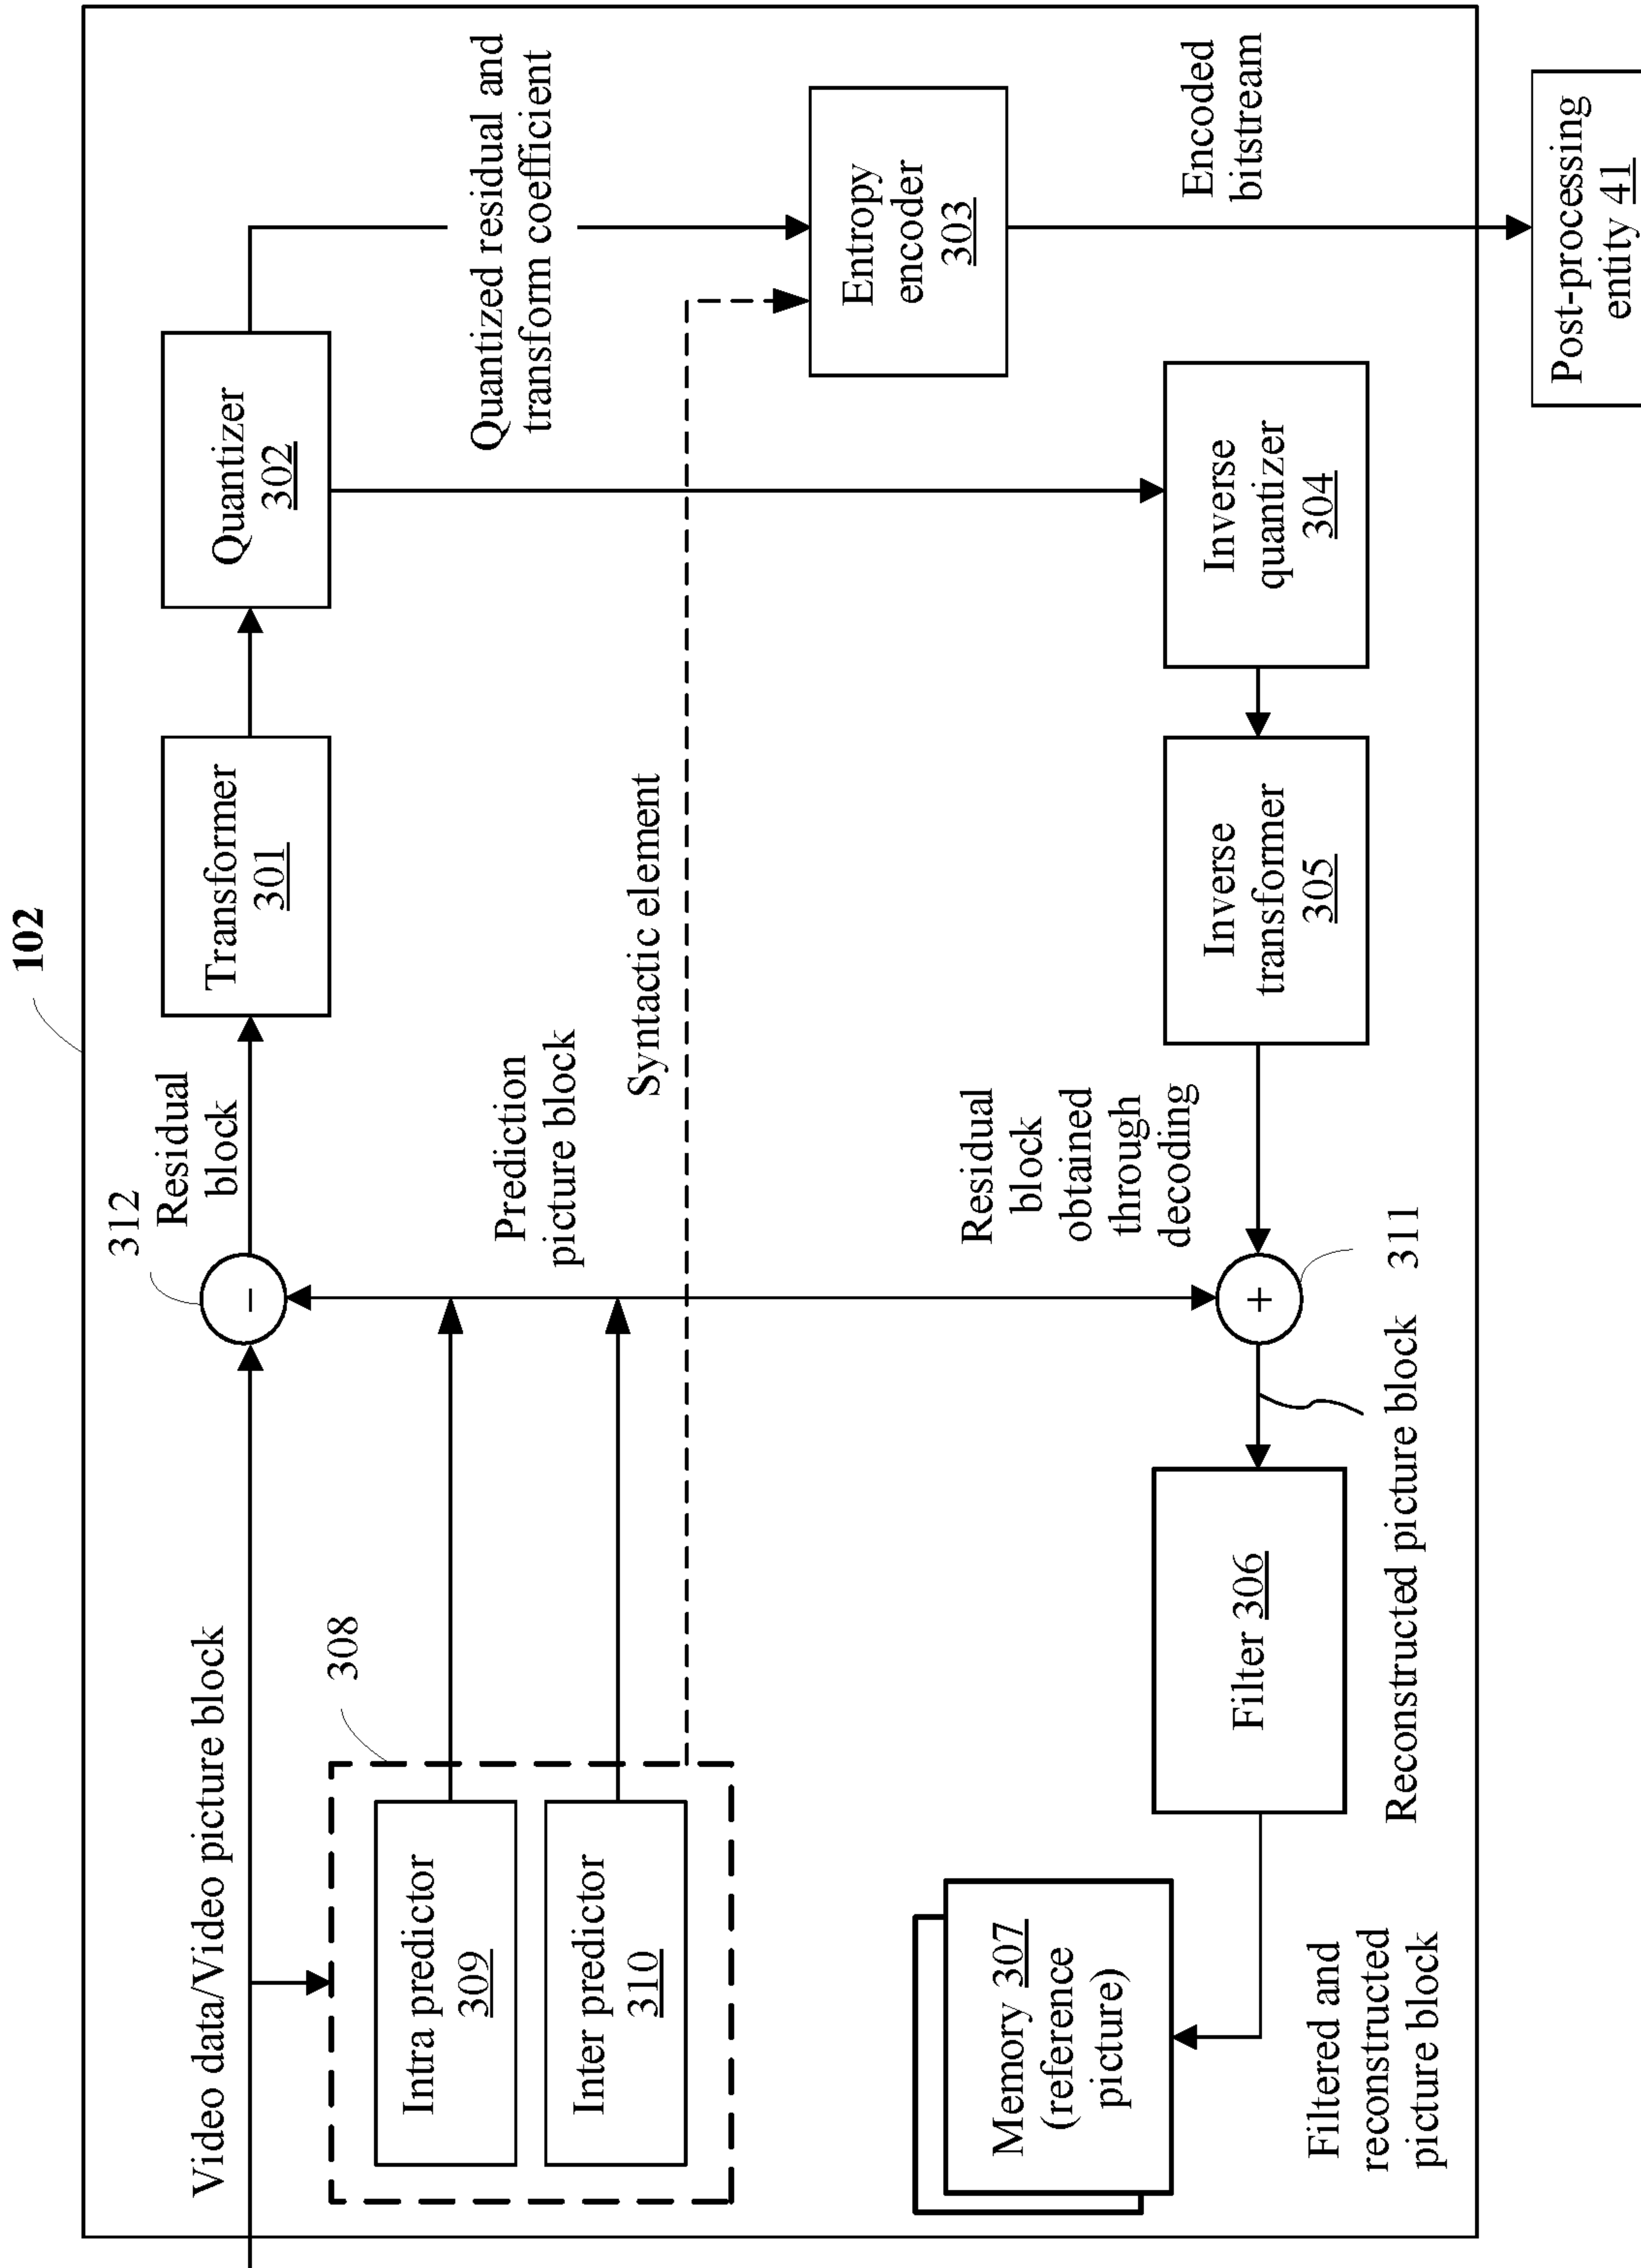 102
Video data/Video picture block
312
Residual
block
Transformer
301
Quantizer
302
308
Intra predictor
309
Inter predictor
310
Prediction
picture block
Quantized residual and
transform coefficient
Syntactic element
Entropy
encoder
303
Memory 307
(reference
picture)
Residual
block
obtained
through
decoding
Filter 306
Inverse
transformer
305
Inverse
quantizer
304
Encoded
bitstream
Filtered and
reconstructed
picture block
Reconstructed picture block
311
Post-processing
entity 41
−
+